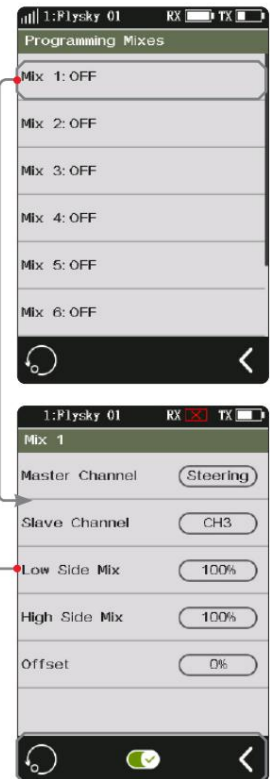 1:Flysky 01 RX TX
Programming Mixes
Mix 1: OFF
Mix 2: OFF
Mix 3: OFF
Mix 4: OFF
Mix 5: OFF
Mix 6: OFF
1:Flysky 01 RX TX
Mix 1
Master Channel Steering
Slave Channel CH3
Low Side Mix 100%
High Side Mix 100%
Offset 0%